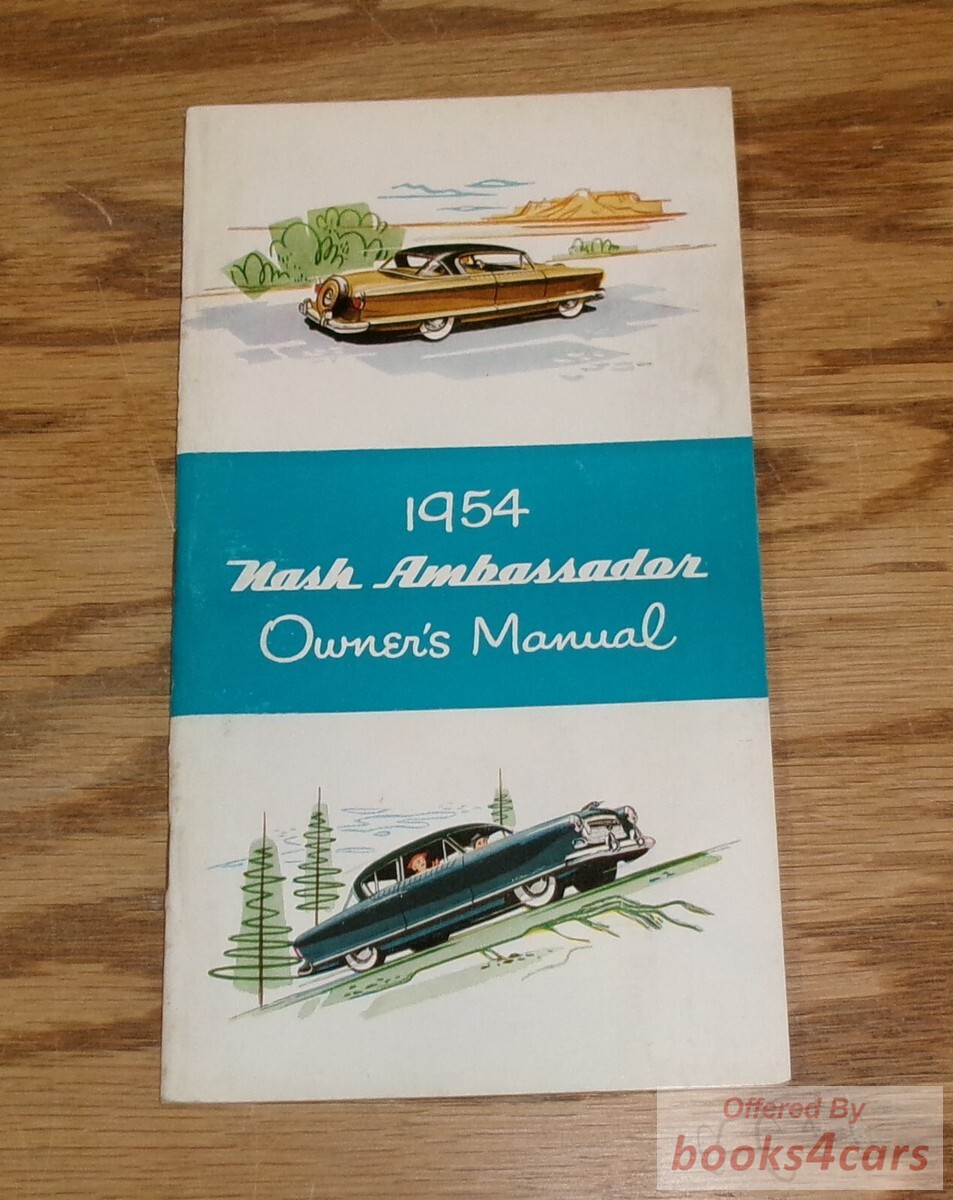 1954
Nash Ambassador
Owner's Manual
Offered By
books4cars